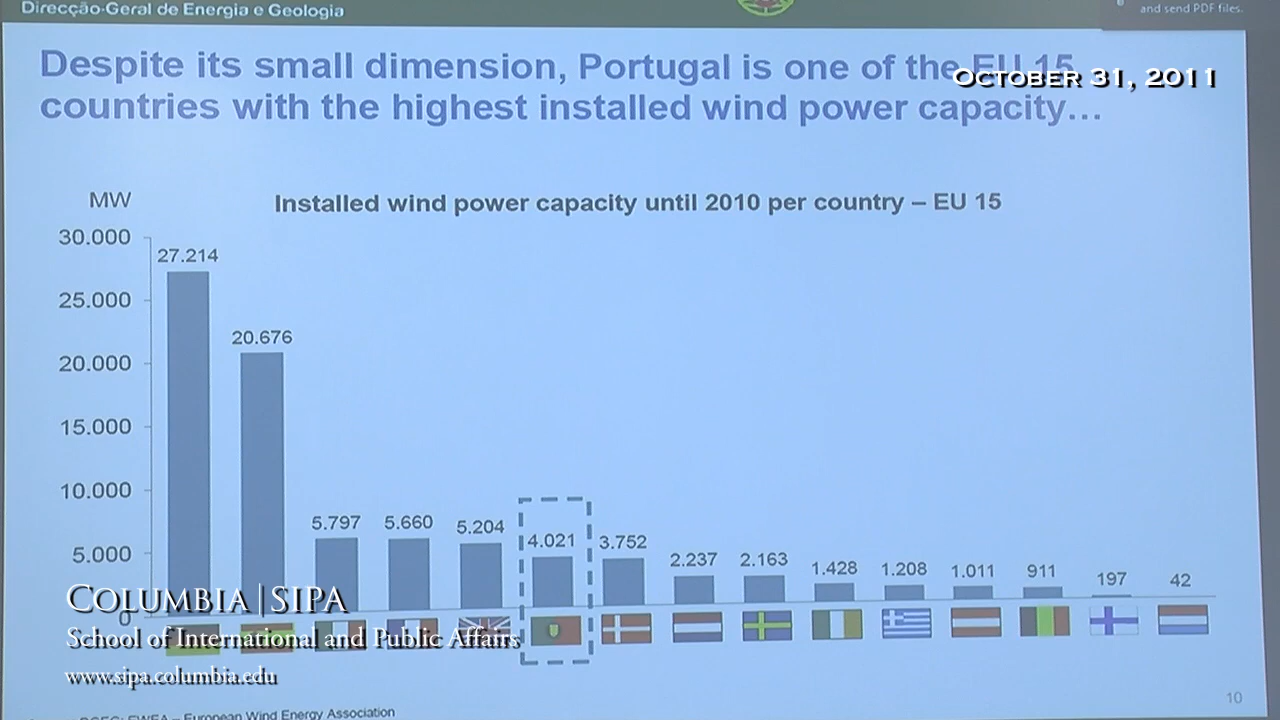 Direcção-Geral de Energia e Geologia
and send PDF files.
Despite its small dimension, Portugal is one of the EU 15
countries with the highest installed wind power capacity...
October 31, 2011
MW
Installed wind power capacity until 2010 per country – EU 15
30.000
25.000
20.000
15.000
10.000
5.000
0
27.214
20.676
5.797
5.660
5.204
4.021
3.752
2.237
2.163
1.428
1.208
1.011
911
197
42
Columbia | SIPA
School of International and Public Affairs
www.sipa.columbia.edu
EWEA – European Wind Energy Association
10